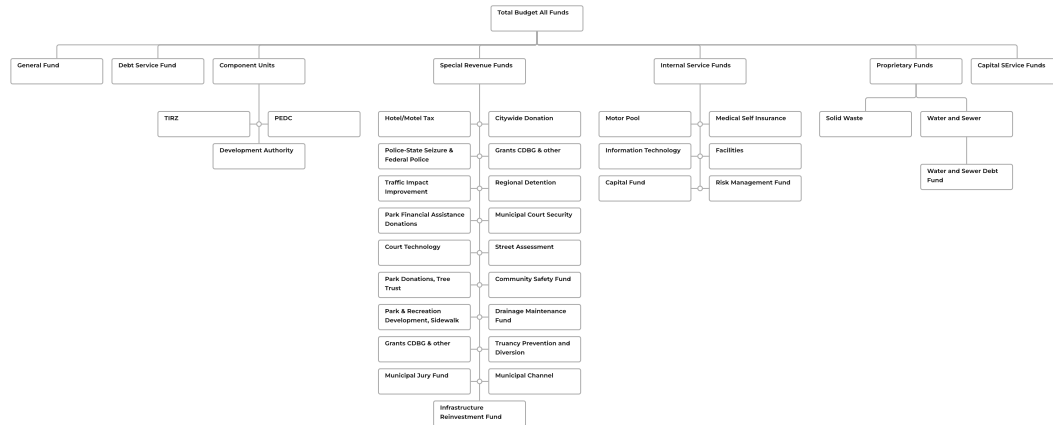 Total Budget All Funds
General Fund
Debt Service Fund
Component Units
Special Revenue Funds
Internal Service Funds
Proprietary Funds
Capital SErvice Funds
TIRZ
PEDC
Development Authority
Hotel/Motel Tax
Citywide Donation
Police-State Seizure &
Federal Police
Grants CDBG & other
Traffic Impact
Improvement
Regional Detention
Park Financial Assistance
Donations
Municipal Court Security
Court Technology
Street Assessment
Park Donations, Tree
Trust
Community Safety Fund
Park & Recreation
Development, Sidewalk
Drainage Maintenance
Fund
Grants CDBG & other
Truancy Prevention and
Diversion
Municipal Jury Fund
Municipal Channel
Infrastructure
Reinvestment Fund
Motor Pool
Medical Self Insurance
Information Technology
Facilities
Capital Fund
Risk Management Fund
Solid Waste
Water and Sewer
Water and Sewer Debt
Fund